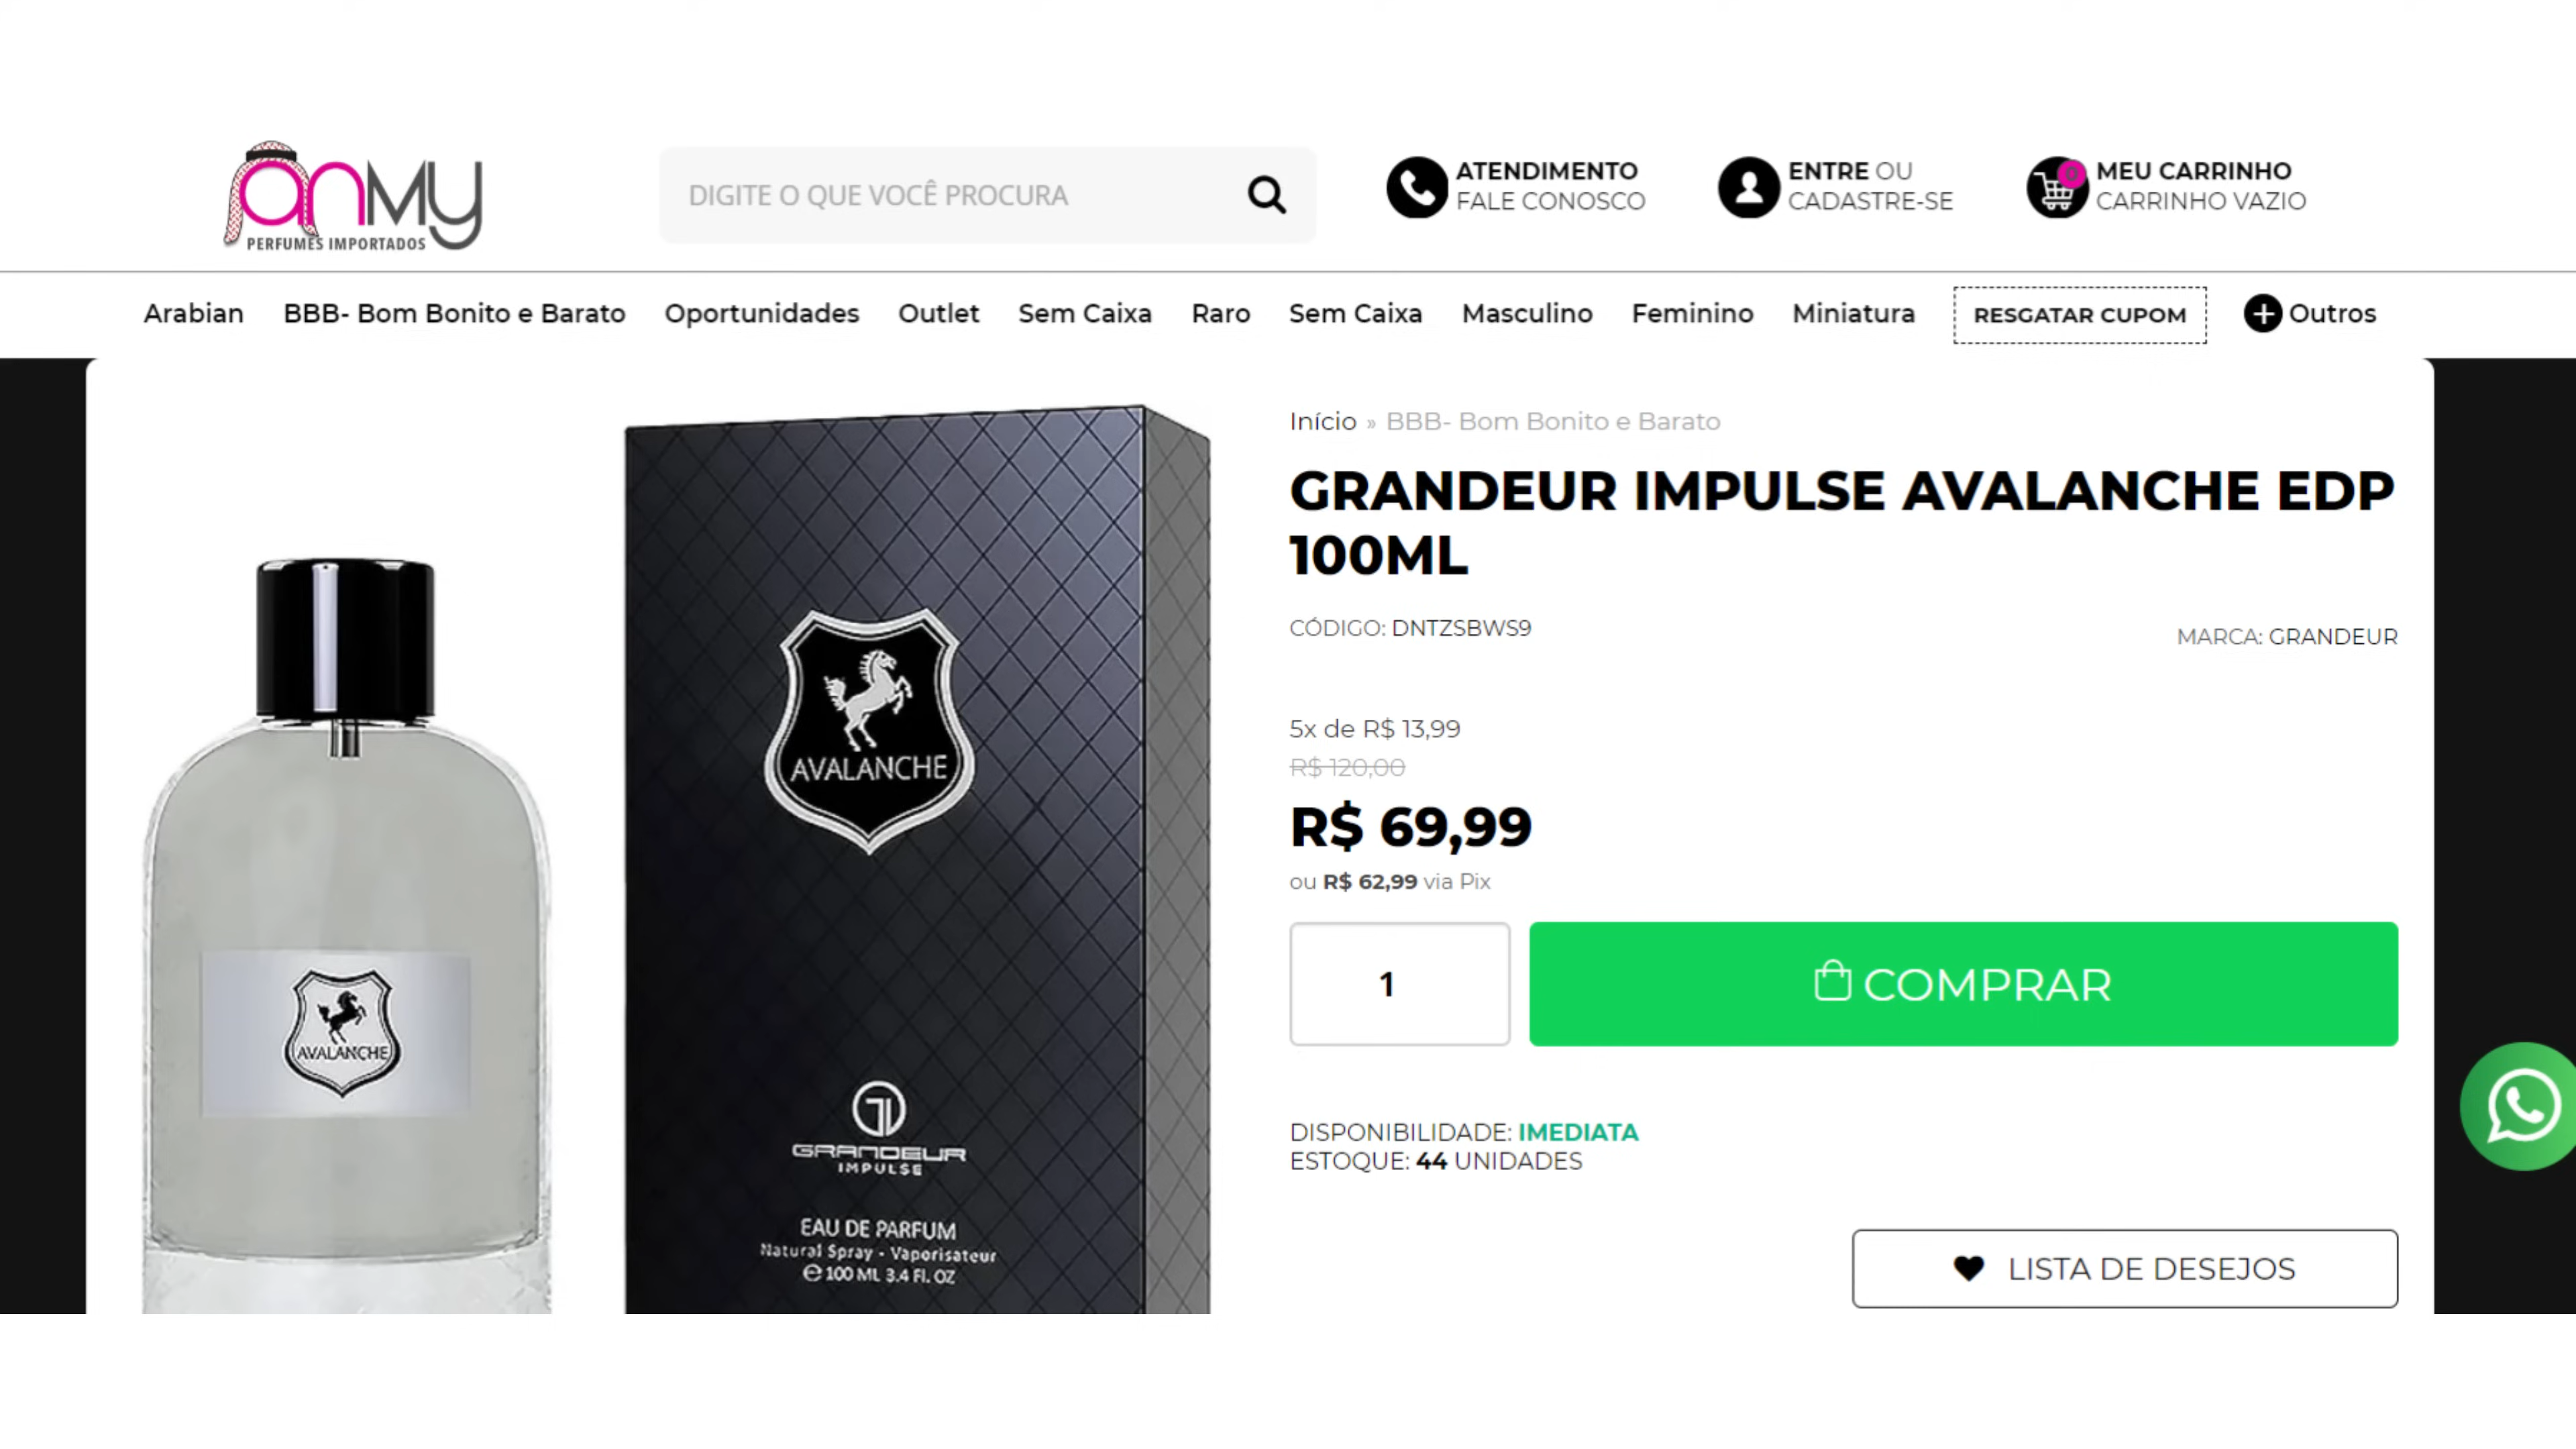 anmy
PERFUMES IMPORTADOS
DIGITE O QUE VOCÊ PROCURA
ATENDIMENTO
FALE CONOSCO
ENTRE OU
CADASTRE-SE
0
MEU CARRINHO
CARRINHO VAZIO
Arabian BBB- Bom Bonito e Barato Oportunidades Outlet Sem Caixa Raro Sem Caixa Masculino Feminino Miniatura RESGATAR CUPOM Outros
AVALANCHE
AVALANCHE
GRANDEUR
IMPULSE
EAU DE PARFUM
Natural Spray - Vaporisateur
℮ 100 ML 3.4 Fl. OZ
Início » BBB- Bom Bonito e Barato
GRANDEUR IMPULSE AVALANCHE EDP
100ML
CÓDIGO: DNTZSBWS9
MARCA: GRANDEUR
5x de R$ 13,99
R$ 120,00
R$ 69,99
ou R$ 62,99 via Pix
1
COMPRAR
DISPONIBILIDADE: IMEDIATA
ESTOQUE: 44 UNIDADES
LISTA DE DESEJOS